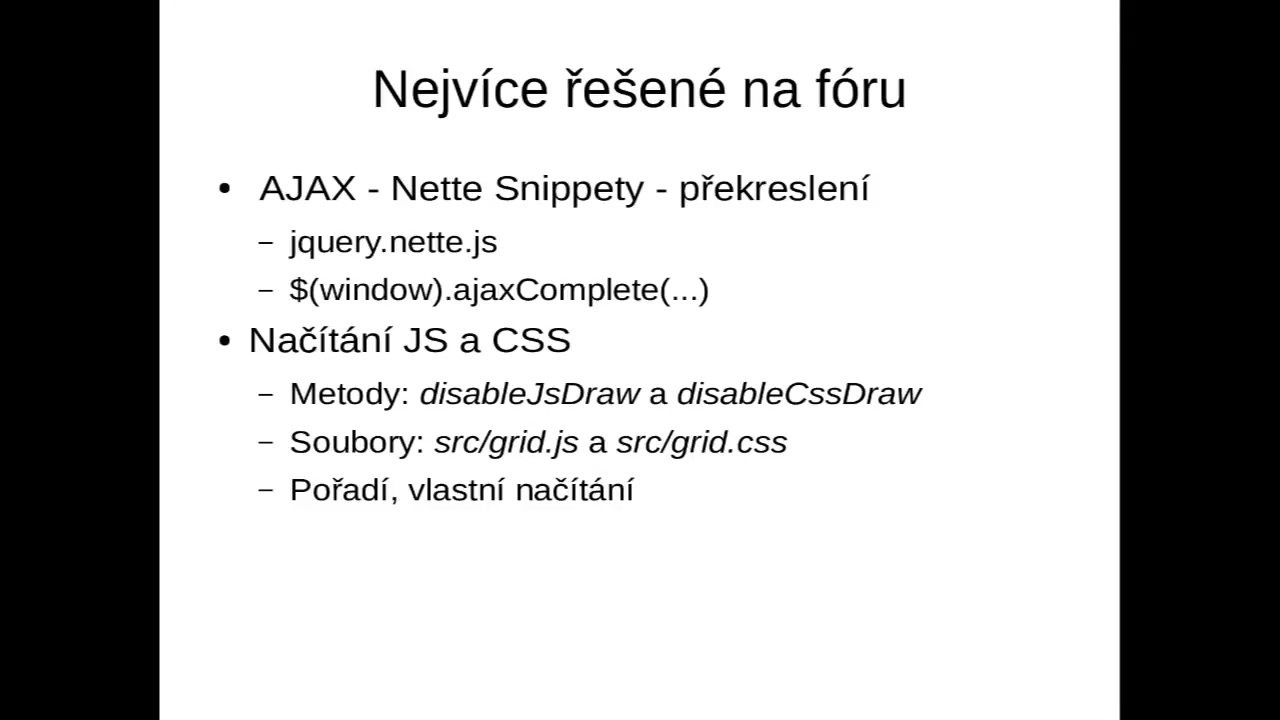 Nejvíce řešené na fóru
• AJAX - Nette Snippety - překreslení
– jquery.nette.js
– $(window).ajaxComplete(...)
• Načítání JS a CSS
– Metody: disableJsDraw a disableCssDraw
– Soubory: src/grid.js a src/grid.css
– Pořadí, vlastní načítání